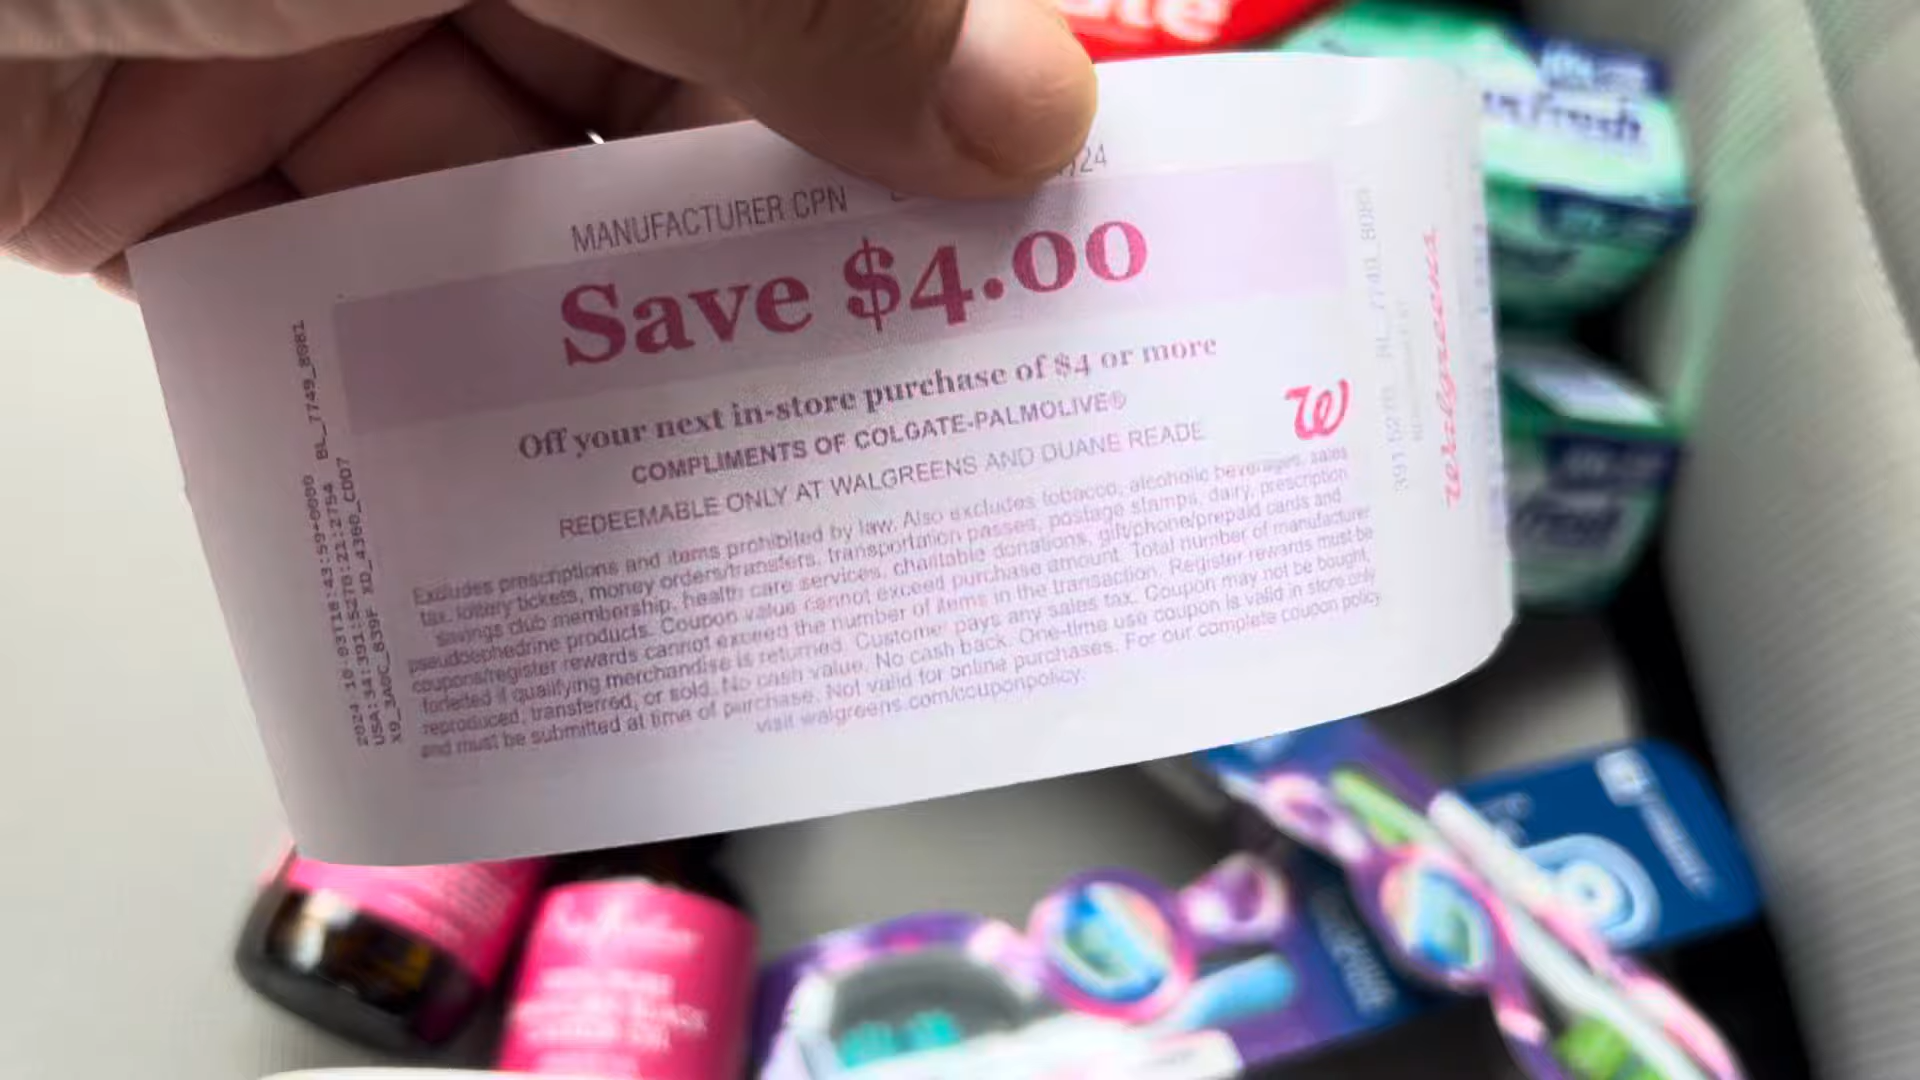 MANUFACTURER CPN
/24
Save $4.00
Off your next in-store purchase of $4 or more
COMPLIMENTS OF COLGATE-PALMOLIVE®
REDEEMABLE ONLY AT WALGREENS AND DUANE READE
W
Excludes prescriptions and items prohibited by law. Also excludes tobacco, alcoholic beverages, sales
tax, lottery tickets, money orders/transfers, transportation passes, postage stamps, dairy, prescription
savings club membership, health care services, charitable donations, gift/phone/prepaid cards and
pseudoephedrine products. Coupon value cannot exceed purchase amount. Total number of manufacturer
coupons/register rewards cannot exceed the number of items in the transaction. Register rewards must be
forfeited if qualifying merchandise is returned. Customer pays any sales tax. Coupon may not be bought,
reproduced, transferred, or sold. No cash value. No cash back. One-time use coupon is valid in store only
and must be submitted at time of purchase. Not valid for online purchases. For our complete coupon policy
visit walgreens.com/couponpolicy.
BL_7749_8081
walgreens
fresh